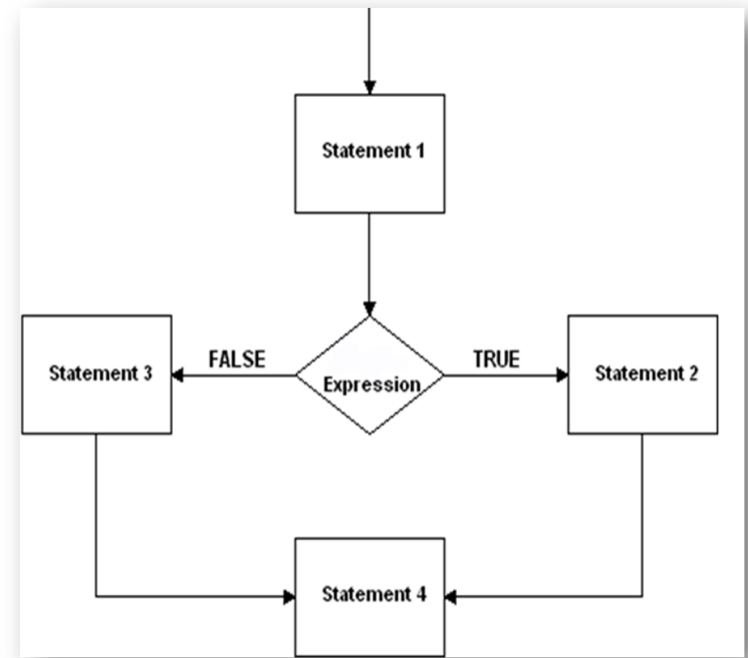 Statement 1
Statement 3
FALSE
Expression
TRUE
Statement 2
Statement 4